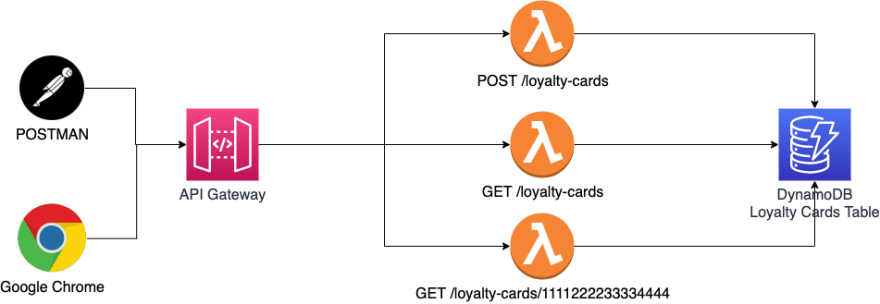 POST /loyalty-cards
POSTMAN
</>
API Gateway
GET /loyalty-cards
DynamoDB
Loyalty Cards Table
Google Chrome
GET /loyalty-cards/1111222233334444